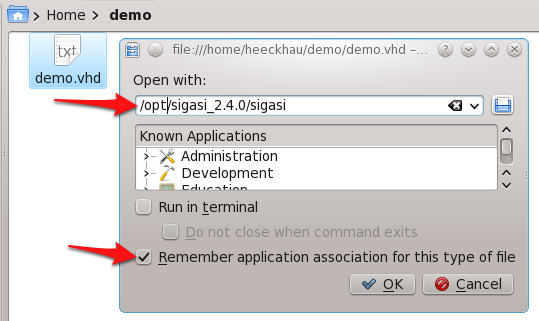 Home > demo
file:///home/heeckhau/demo/demo.vhd –...
txt
demo.vhd
Open with:
/opt/sigasi_2.4.0/sigasi
Known Applications
Administration
Development
Education
Run in terminal
Do not close when command exits
Remember application association for this type of file
OK
Cancel